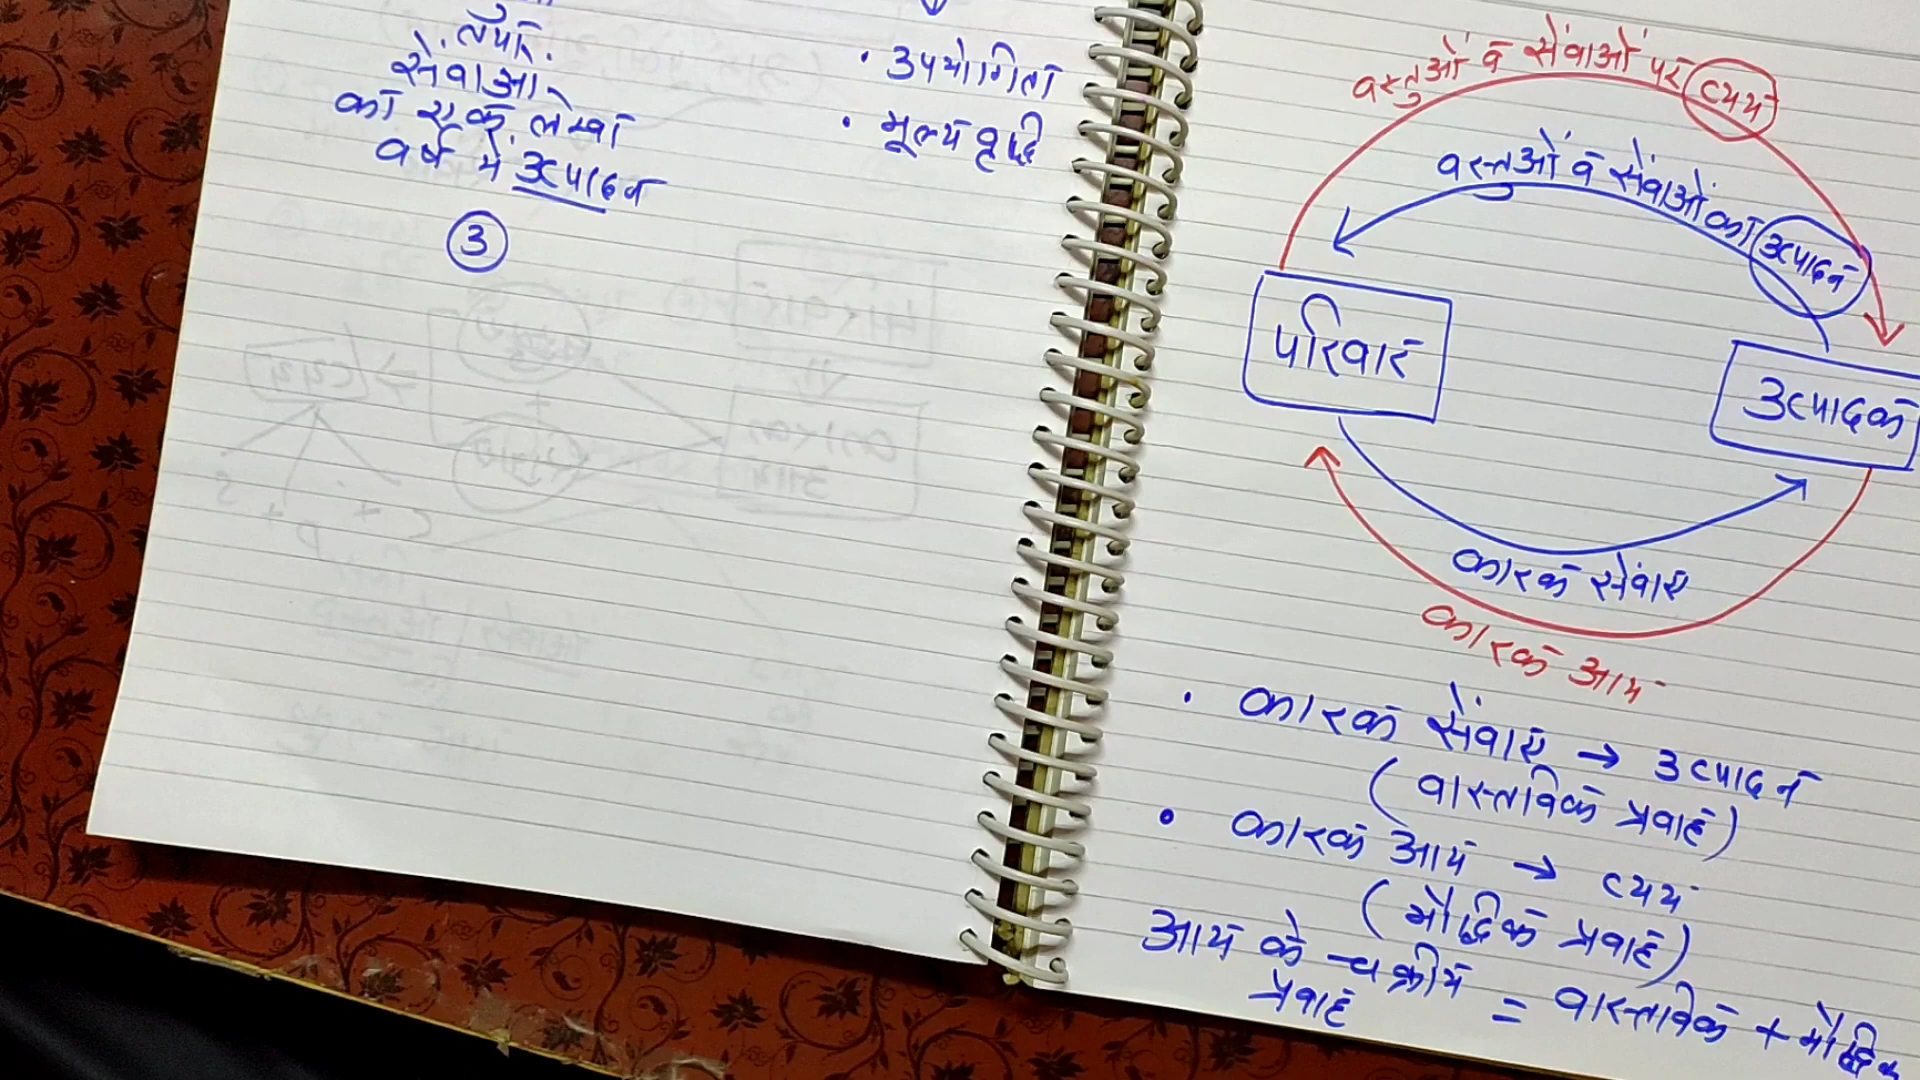 तथा
सेवाओं
का एक लेखा
वर्ष में उत्पादन
3
• उपयोगिता
• मूल्य वृद्धि
वस्तुओं व सेवाओं पर व्यय
वस्तुओं व सेवाओं का उत्पादन
परिवार
उत्पादक
कारक सेवाएं
कारक आय
• कारक सेवाएं → उत्पादन
(वास्तविक प्रवाह)
• कारक आय → व्यय
(मौद्रिक प्रवाह)
आय के चक्रीय
प्रवाह = वास्तविक + मौद्रिक